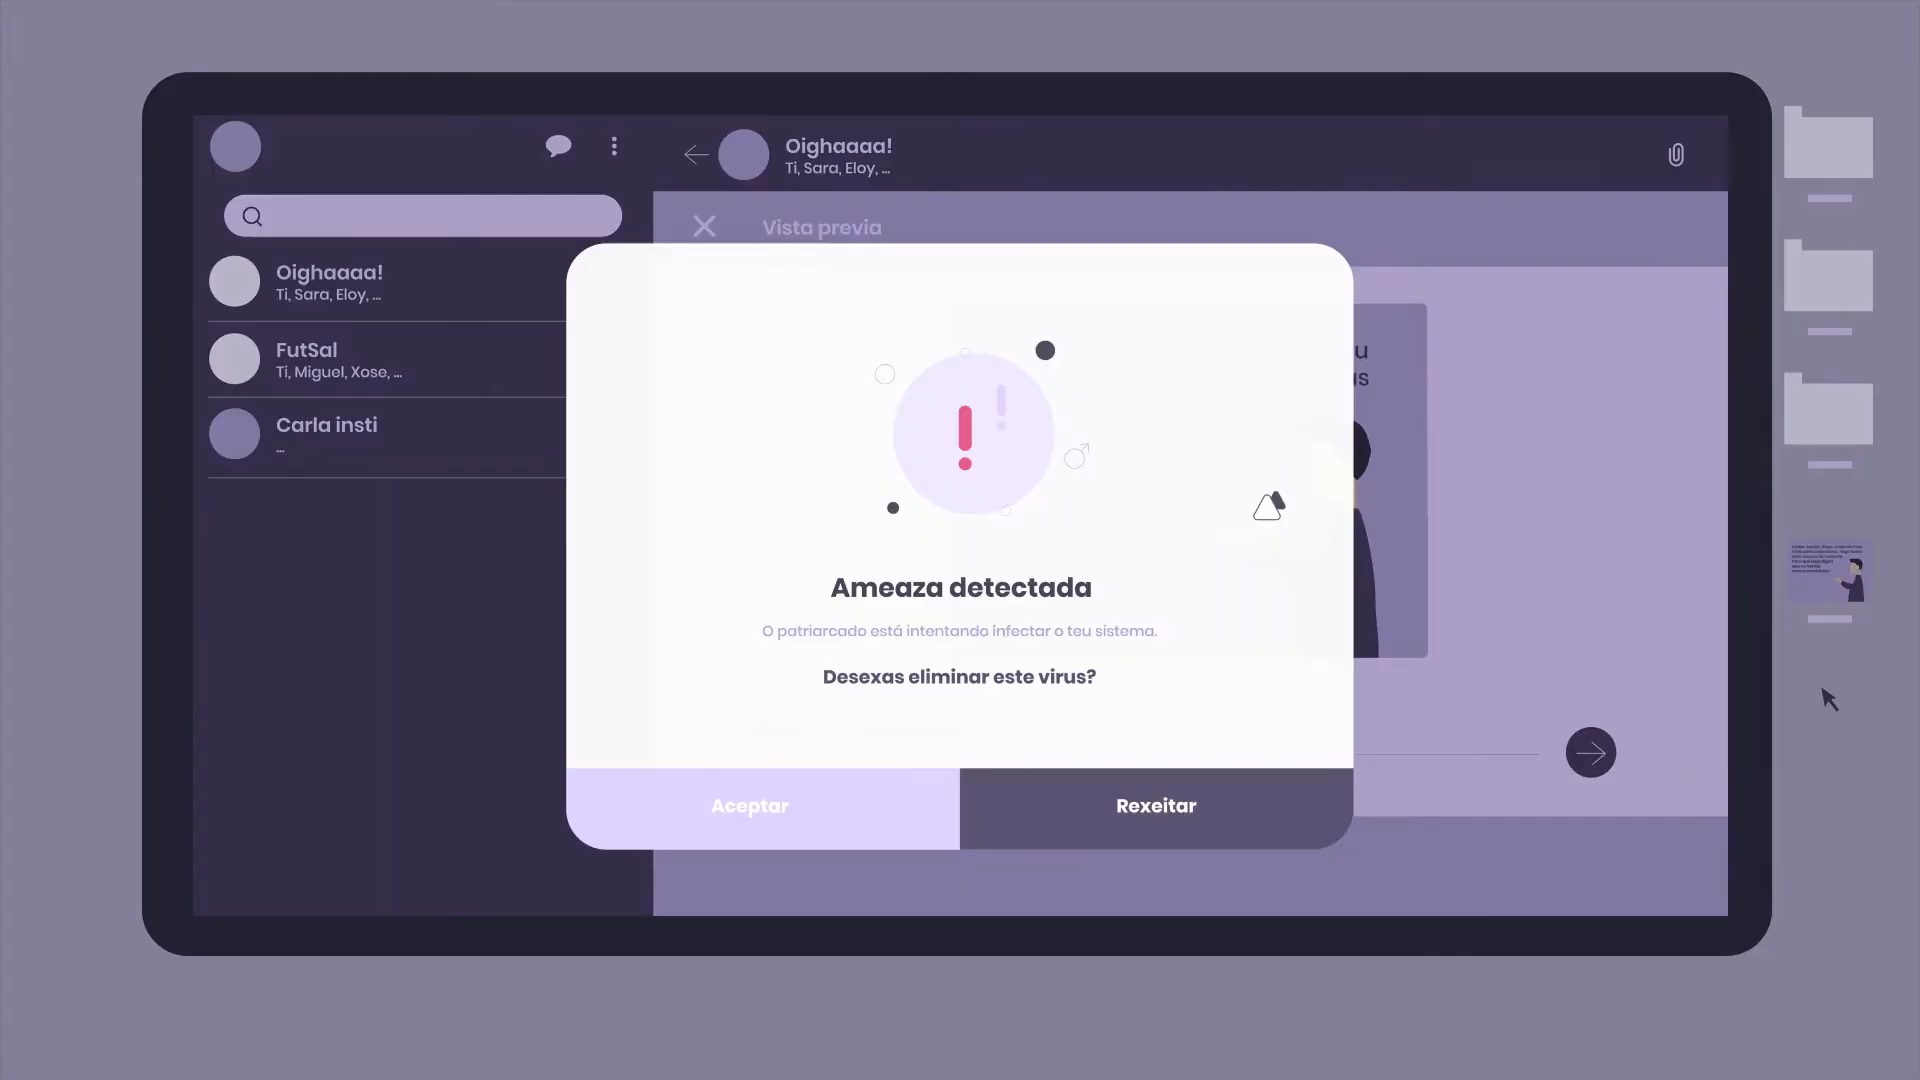 Oighaaaa!
Ti, Sara, Eloy, ...
Oighaaaa!
Ti, Sara, Eloy, ...
FutSal
Ti, Miguel, Xose, ...
Carla insti
...
Vista previa
Ameaza detectada
O patriarcado está intentando infectar o teu sistema.
Desexas eliminar este virus?
Aceptar
Rexeitar